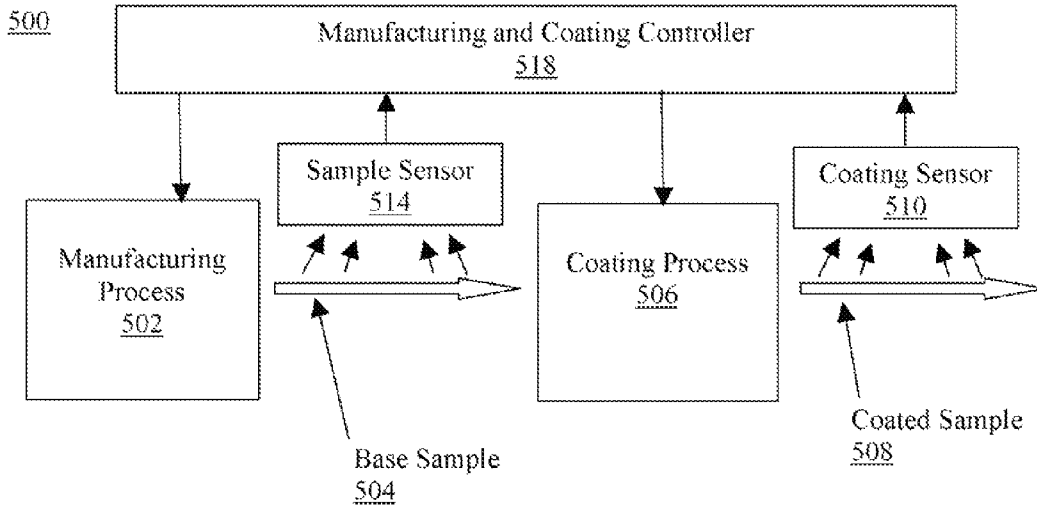 500
Manufacturing and Coating Controller
518
Sample Sensor
514
Coating Sensor
510
Manufacturing
Process
502
Coating Process
506
Base Sample
504
Coated Sample
508